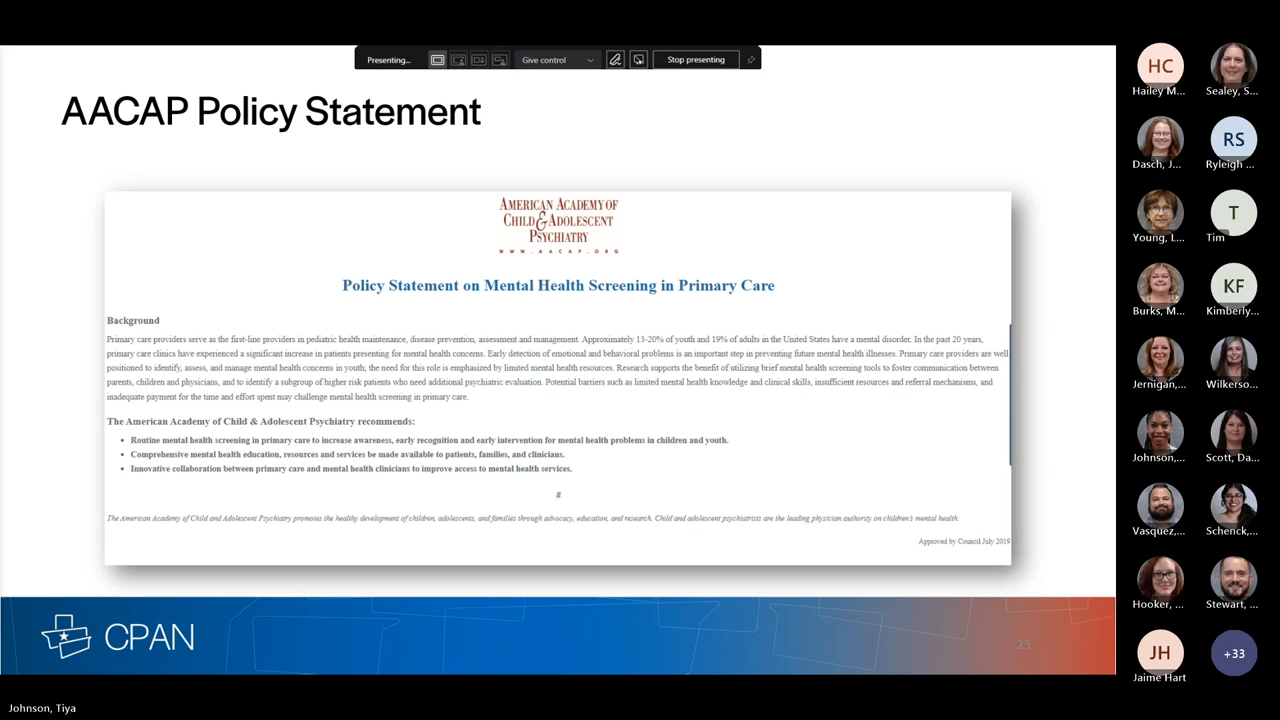 Presenting...
Give control
Stop presenting
AACAP Policy Statement
AMERICAN ACADEMY OF
CHILD & ADOLESCENT
PSYCHIATRY
WWW.AACAP.ORG
Policy Statement on Mental Health Screening in Primary Care
Background
Primary care providers serve as the first-line providers in pediatric health maintenance, disease prevention, assessment and management. Approximately 13-20% of youth and 19% of adults in the United States have a mental disorder. In the past 20 years,
primary care clinics have experienced a significant increase in patients presenting for mental health concerns. Early detection of emotional and behavioral problems is an important step in preventing future mental health illnesses. Primary care providers are well
positioned to identify, assess, and manage mental health concerns in youth; the need for this role is emphasized by limited mental health resources. Research supports the benefit of utilizing brief mental health screening tools to foster communication between
parents, children and physicians, and to identify a subgroup of higher risk patients who need additional psychiatric evaluation. Potential barriers such as limited mental health knowledge and clinical skills, insufficient resources and referral mechanisms, and
inadequate payment for the time and effort spent may challenge mental health screening in primary care.
The American Academy of Child & Adolescent Psychiatry recommends:
• Routine mental health screening in primary care to increase awareness, early recognition and early intervention for mental health problems in children and youth.
• Comprehensive mental health education, resources and services be made available to patients, families, and clinicians.
• Innovative collaboration between primary care and mental health clinicians to improve access to mental health services.
#
The American Academy of Child and Adolescent Psychiatry promotes the healthy development of children, adolescents, and families through advocacy, education, and research. Child and adolescent psychiatrists are the leading physician authority on children's mental health.
Approved by Council July 2019
CPAN
23
HC
Hailey M...
Sealey, S...
Dasch, J...
RS
Ryleigh ...
Young, L...
T
Tim
Burks, M...
KF
Kimberly...
Jernigan,...
Wilkerso...
Johnson,...
Scott, Da...
Vasquez,...
Schenck,...
Hooker, ...
Stewart, ...
JH
Jaime Hart
+33
Johnson, Tiya